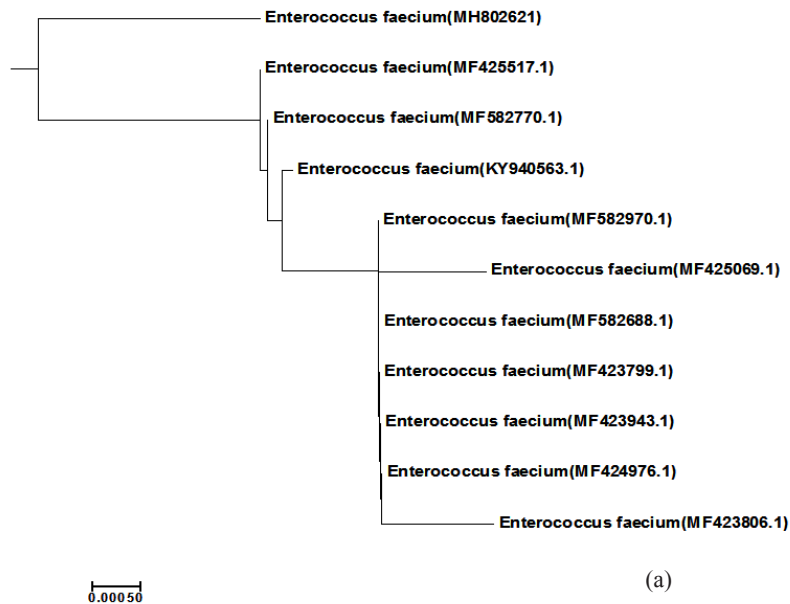 Enterococcus faecium(MH802621)
Enterococcus faecium(MF425517.1)
Enterococcus faecium(MF582770.1)
Enterococcus faecium(KY940563.1)
Enterococcus faecium(MF582970.1)
Enterococcus faecium(MF425069.1)
Enterococcus faecium(MF582688.1)
Enterococcus faecium(MF423799.1)
Enterococcus faecium(MF423943.1)
Enterococcus faecium(MF424976.1)
Enterococcus faecium(MF423806.1)
(a)
0.00050